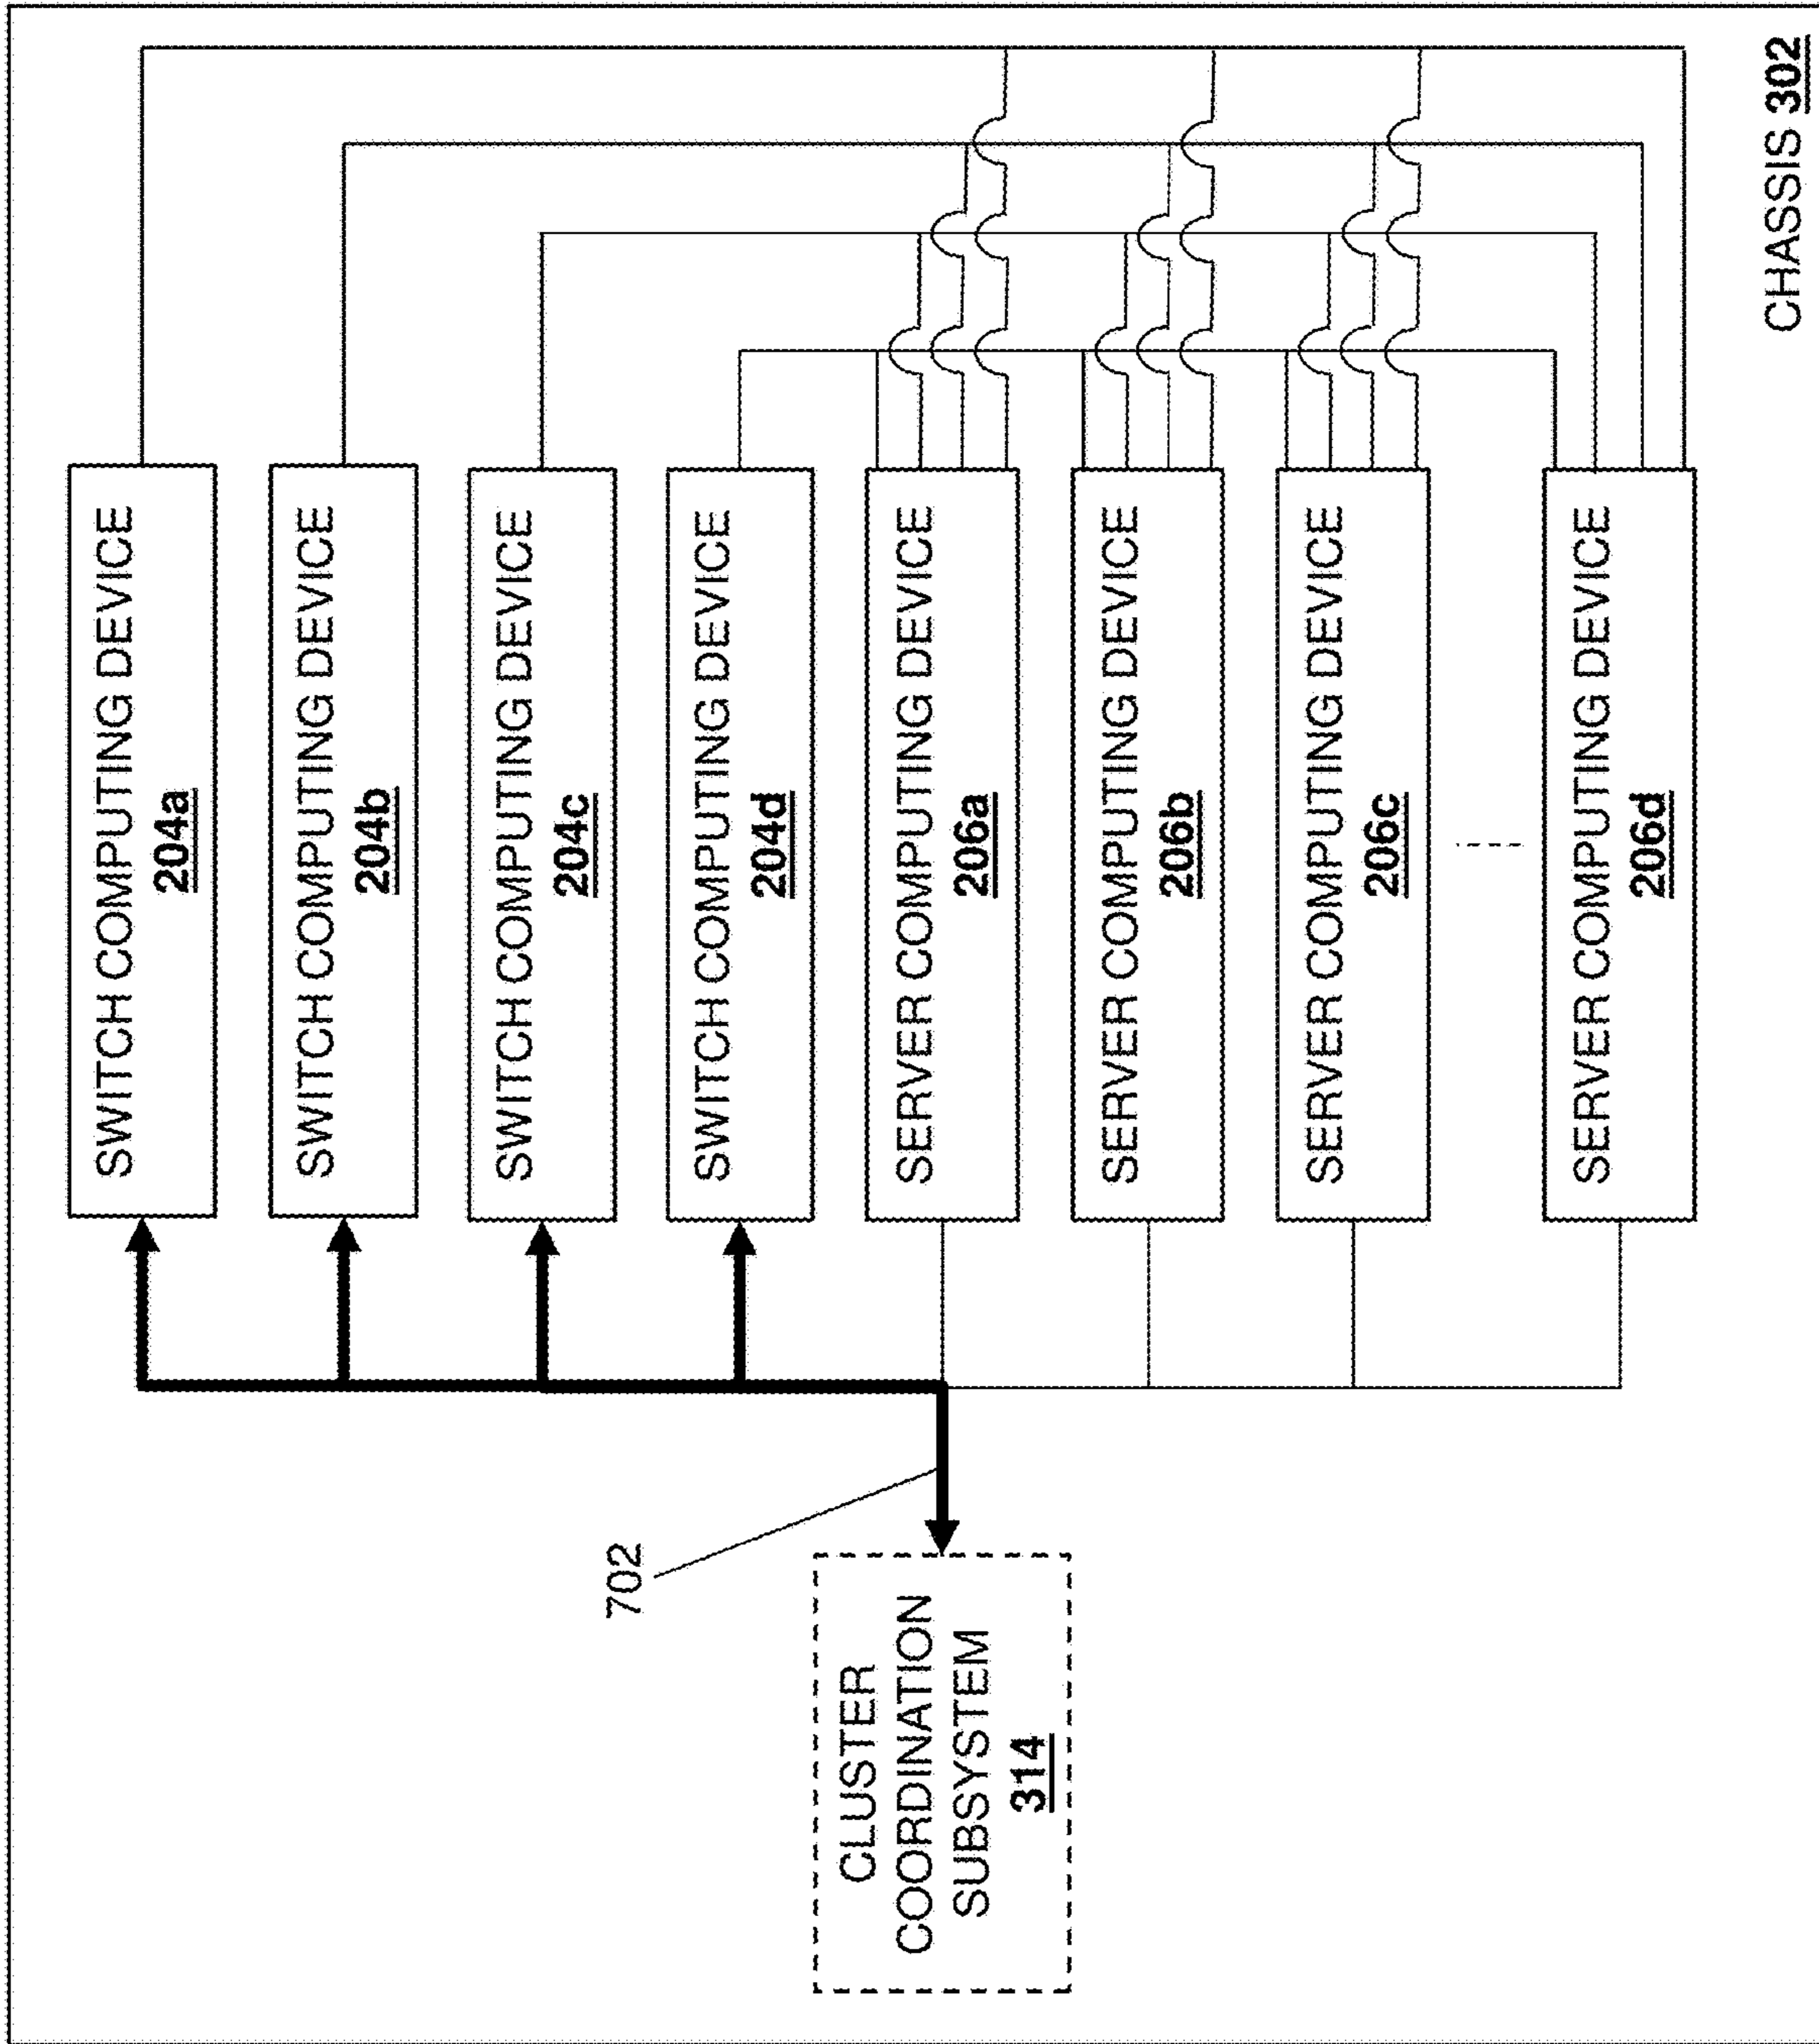 SWITCH COMPUTING DEVICE
204a
SWITCH COMPUTING DEVICE
204b
SWITCH COMPUTING DEVICE
204c
SWITCH COMPUTING DEVICE
204d
SERVER COMPUTING DEVICE
206a
SERVER COMPUTING DEVICE
206b
SERVER COMPUTING DEVICE
206c
SERVER COMPUTING DEVICE
206d
702
CLUSTER
COORDINATION
SUBSYSTEM
314
CHASSIS 302